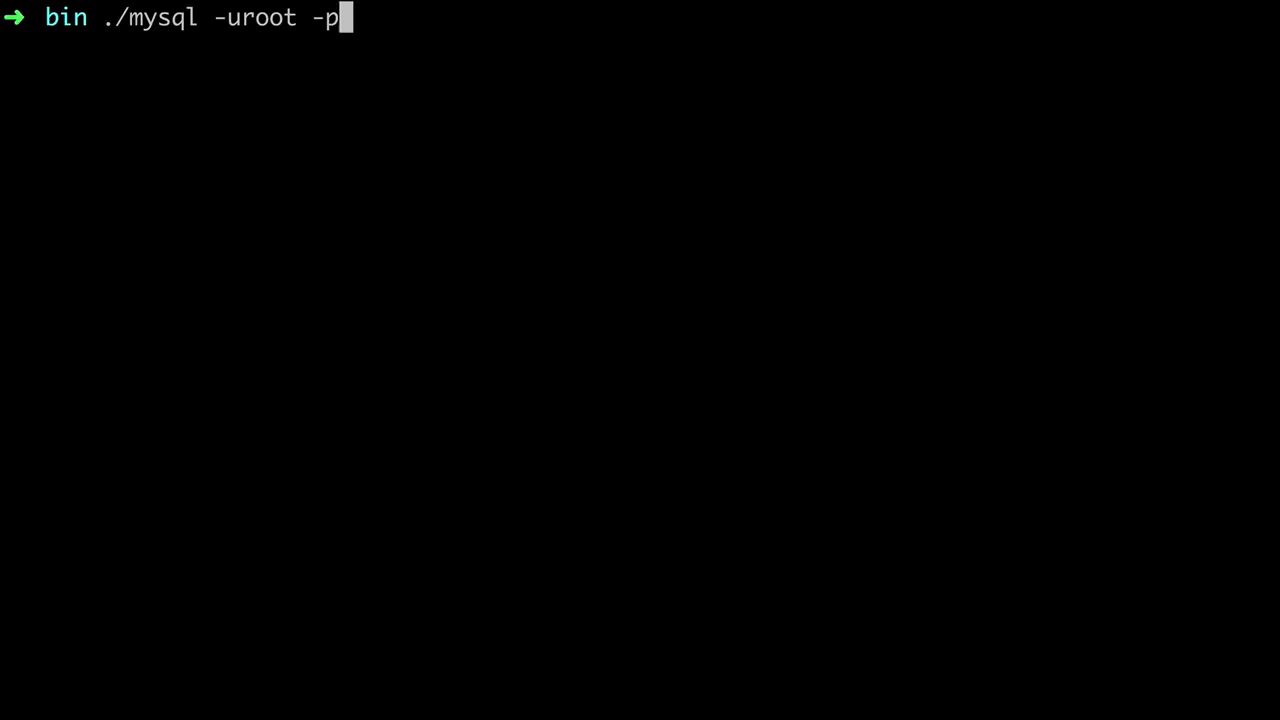 ➜ bin ./mysql -uroot -p